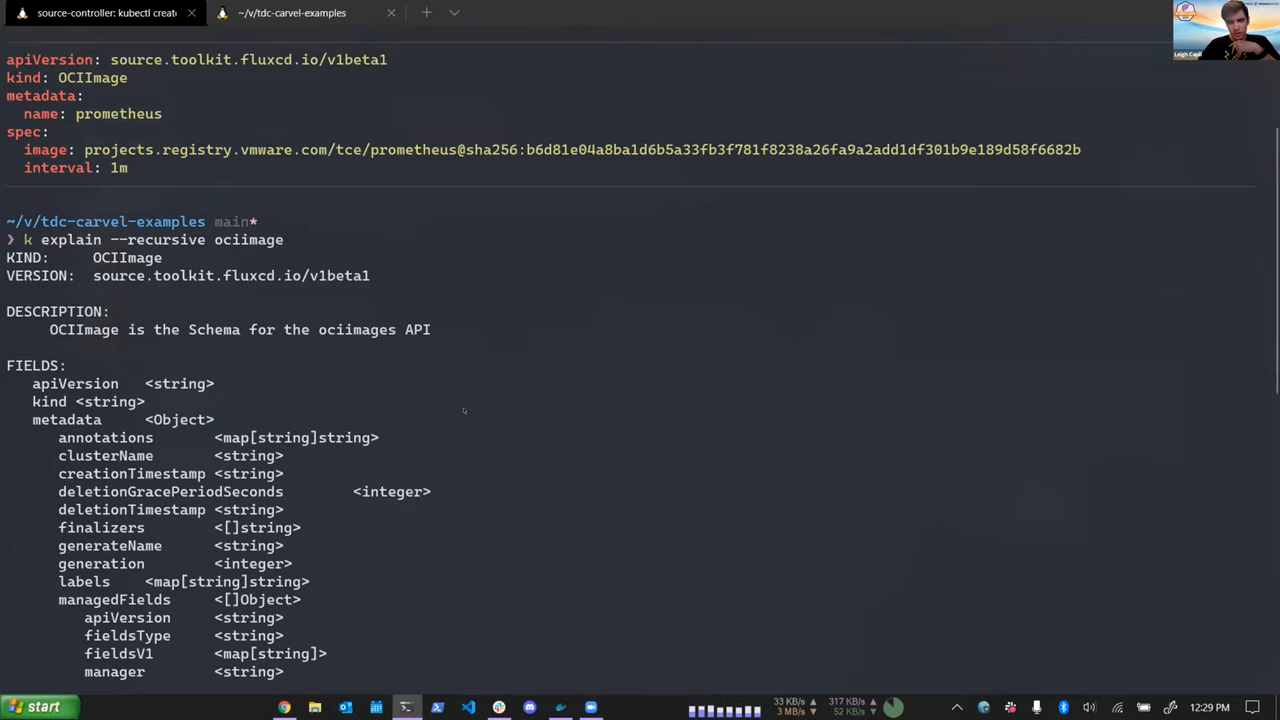 source-controller: kubectl create
~/v/tdc-carvel-examples
Leigh Capili
apiVersion: source.toolkit.fluxcd.io/v1beta1
kind: OCIImage
metadata:
  name: prometheus
spec:
  image: projects.registry.vmware.com/tce/prometheus@sha256:b6d81e04a8ba1d6b5a33fb3f781f8238a26fa9a2add1df301b9e189d58f6682b
  interval: 1m
~/v/tdc-carvel-examples main*
❯ k explain --recursive ociimage
KIND:     OCIImage
VERSION:  source.toolkit.fluxcd.io/v1beta1
DESCRIPTION:
     OCIImage is the Schema for the ociimages API
FIELDS:
   apiVersion   <string>
   kind <string>
   metadata     <Object>
      annotations       <map[string]string>
      clusterName       <string>
      creationTimestamp <string>
      deletionGracePeriodSeconds        <integer>
      deletionTimestamp <string>
      finalizers        <[]string>
      generateName      <string>
      generation        <integer>
      labels    <map[string]string>
      managedFields     <[]Object>
         apiVersion     <string>
         fieldsType     <string>
         fieldsV1       <map[string]>
         manager        <string>
start
33 KB/s 317 KB/s
3 MB/s 52 KB/s
12:29 PM